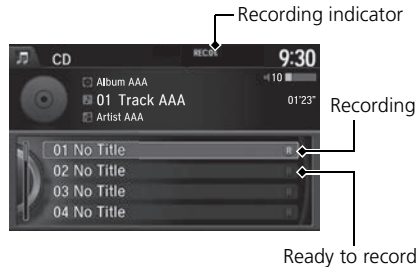 Recording indicator
CD
9:30
Album AAA
10
01 Track AAA
01'23"
Artist AAA
Recording
01 No Title R
02 No Title R
03 No Title R
04 No Title R
Ready to record